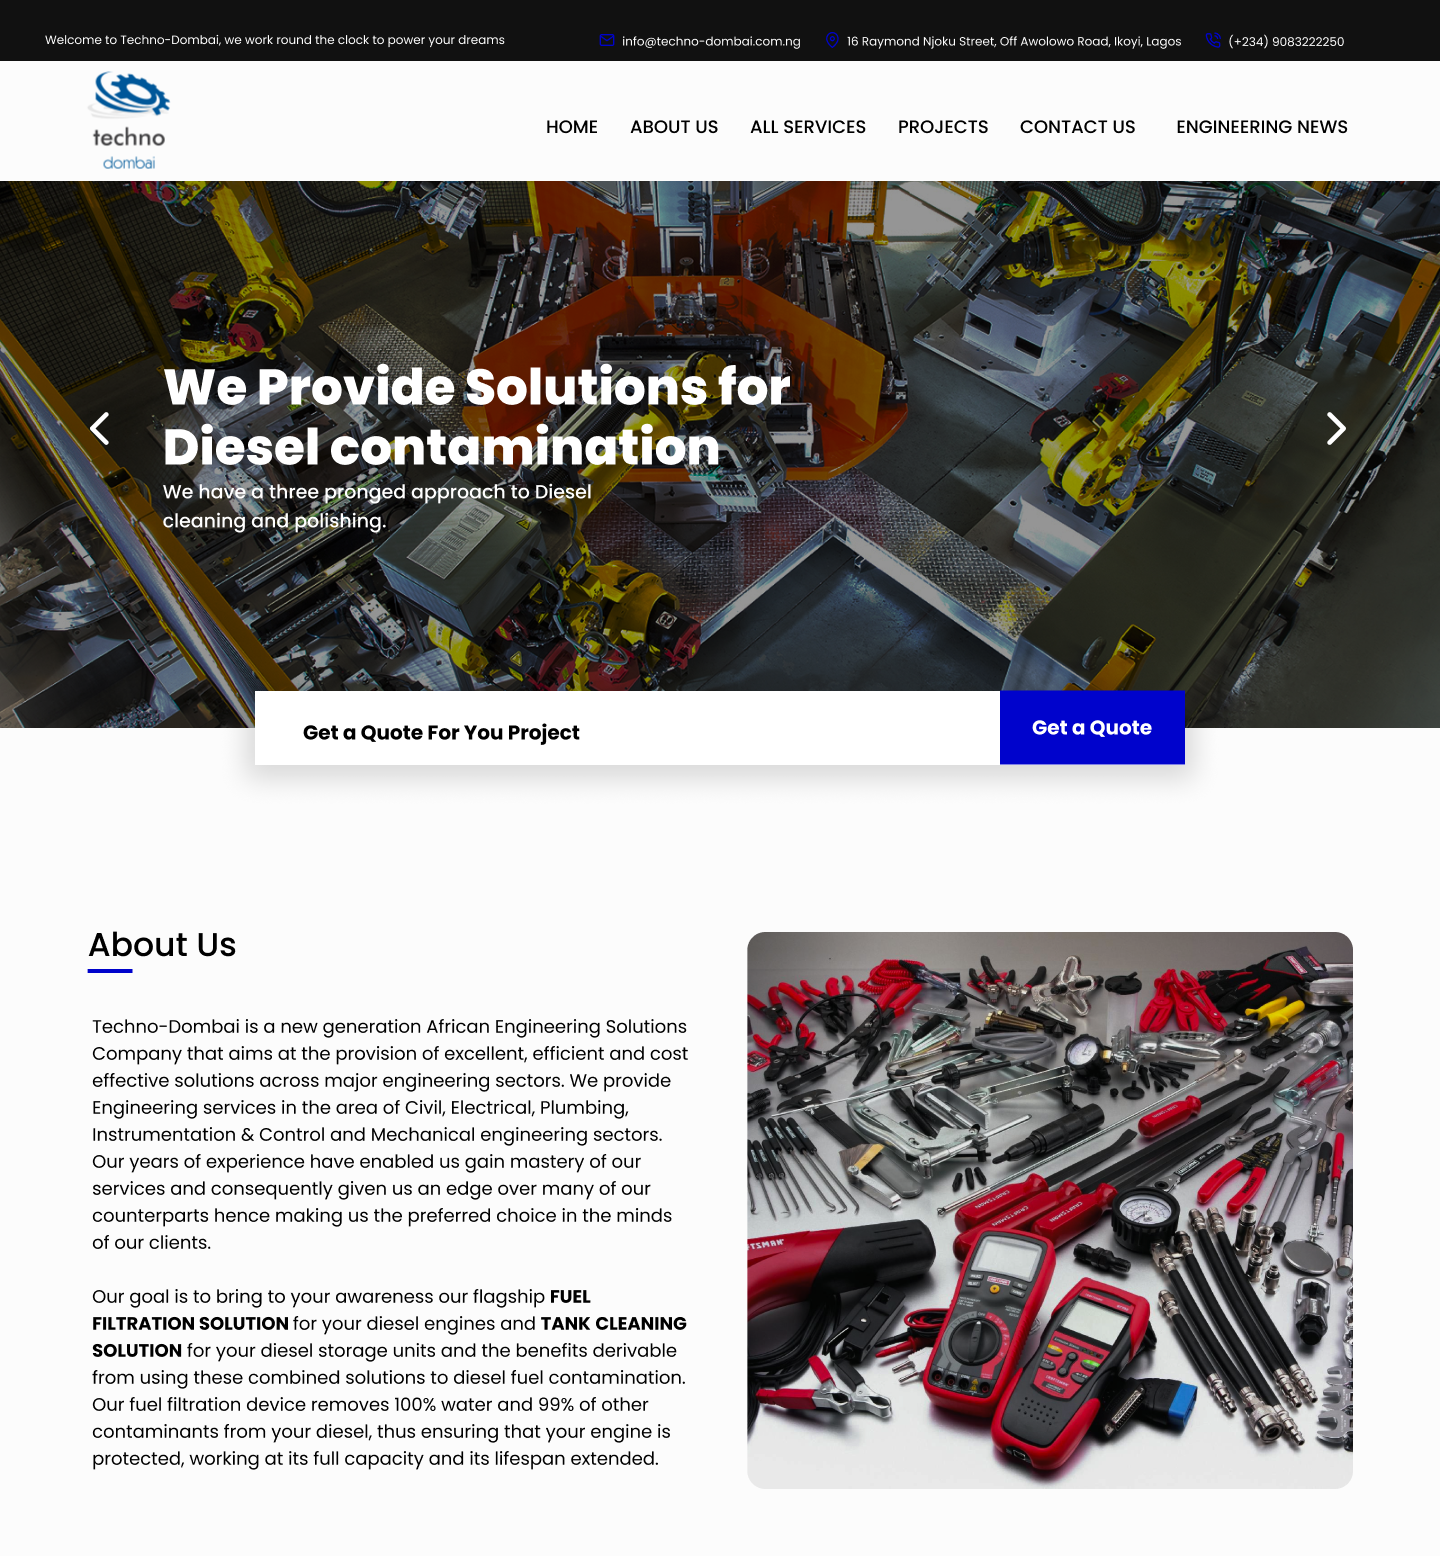 Welcome to Techno-Dombai, we work round the clock to power your dreams
info@techno-dombai.com.ng
16 Raymond Njoku Street, Off Awolowo Road, Ikoyi, Lagos
(+234) 9083222250
techno
dombai
HOME
ABOUT US
ALL SERVICES
PROJECTS
CONTACT US
ENGINEERING NEWS
We Provide Solutions for
Diesel contamination
We have a three pronged approach to Diesel
cleaning and polishing.
Get a Quote For You Project
Get a Quote
About Us
Techno-Dombai is a new generation African Engineering Solutions
Company that aims at the provision of excellent, efficient and cost
effective solutions across major engineering sectors. We provide
Engineering services in the area of Civil, Electrical, Plumbing,
Instrumentation & Control and Mechanical engineering sectors.
Our years of experience have enabled us gain mastery of our
services and consequently given us an edge over many of our
counterparts hence making us the preferred choice in the minds
of our clients.
Our goal is to bring to your awareness our flagship FUEL
FILTRATION SOLUTION for your diesel engines and TANK CLEANING
SOLUTION for your diesel storage units and the benefits derivable
from using these combined solutions to diesel fuel contamination.
Our fuel filtration device removes 100% water and 99% of other
contaminants from your diesel, thus ensuring that your engine is
protected, working at its full capacity and its lifespan extended.